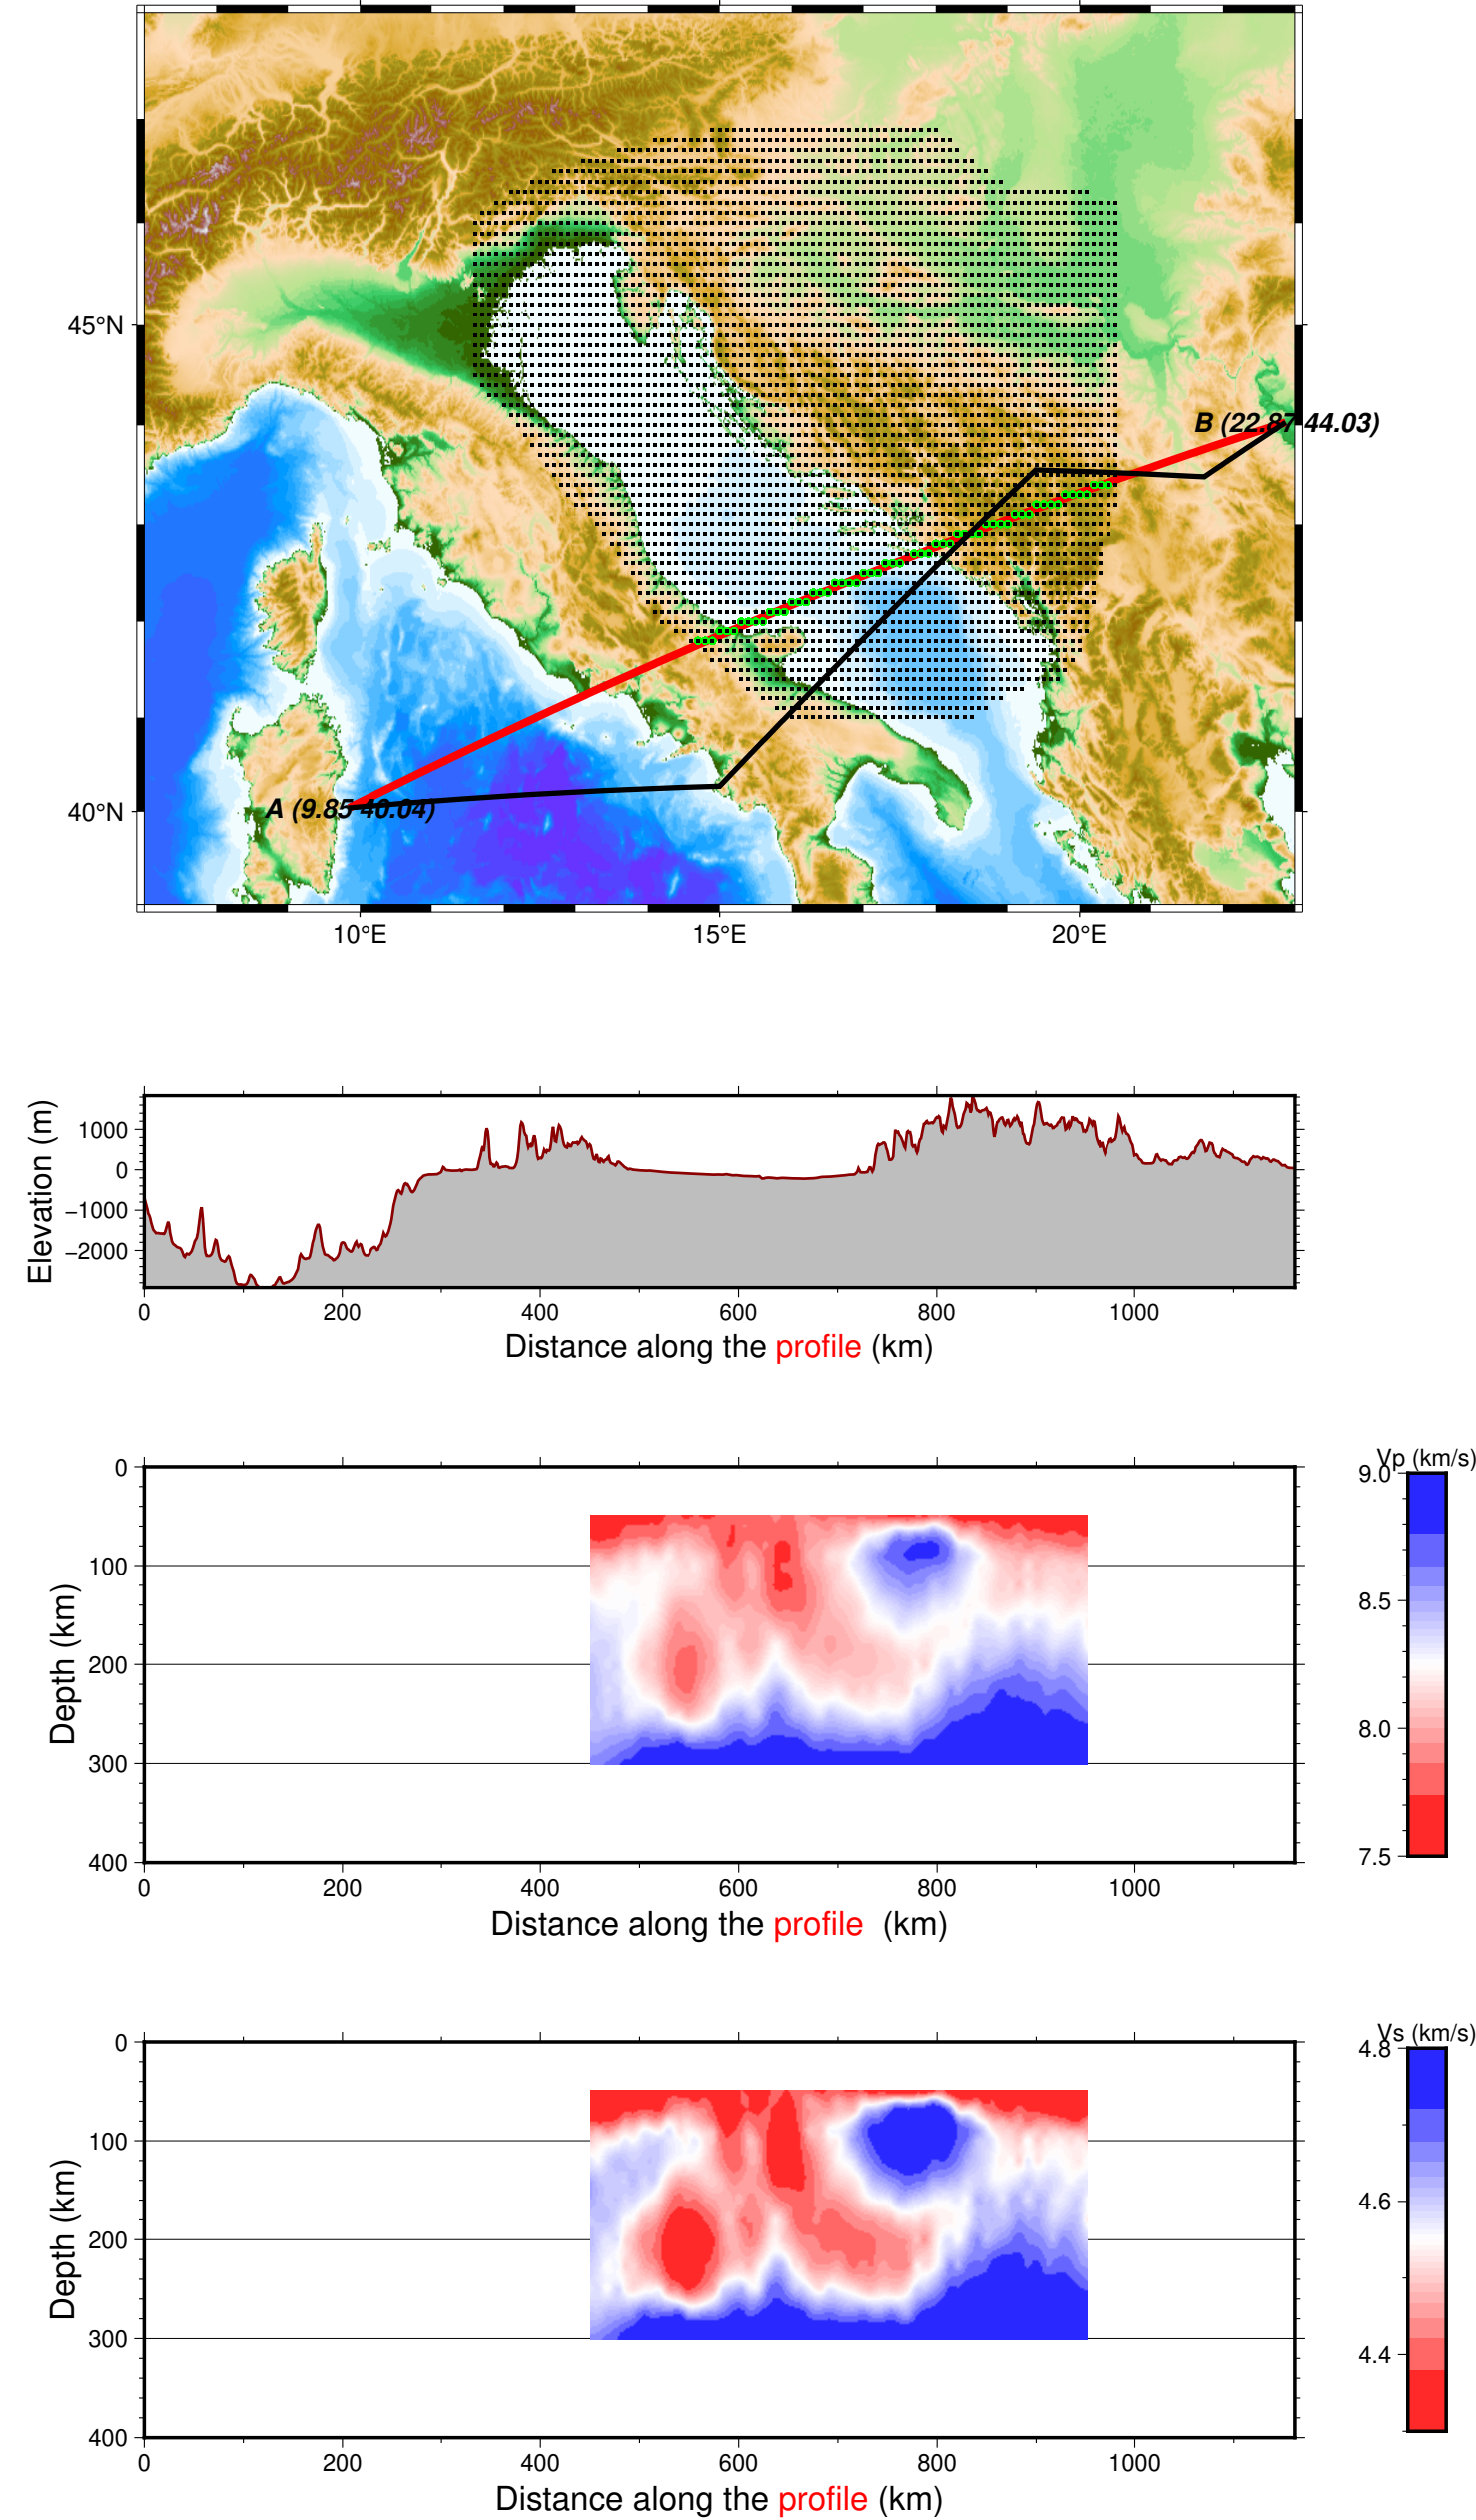 45°N
B (22.87 44.03)
A (9.85 40.04)
40°N
10°E 15°E 20°E
Elevation (m)
1000
0
−1000
−2000
0 200 400 600 800 1000
Distance along the profile (km)
Vp (km/s)
Depth (km)
0
100
200
300
400
9.0
8.5
8.0
7.5
0 200 400 600 800 1000
Distance along the profile (km)
Vs (km/s)
Depth (km)
0
100
200
300
400
4.8
4.6
4.4
0 200 400 600 800 1000
Distance along the profile (km)